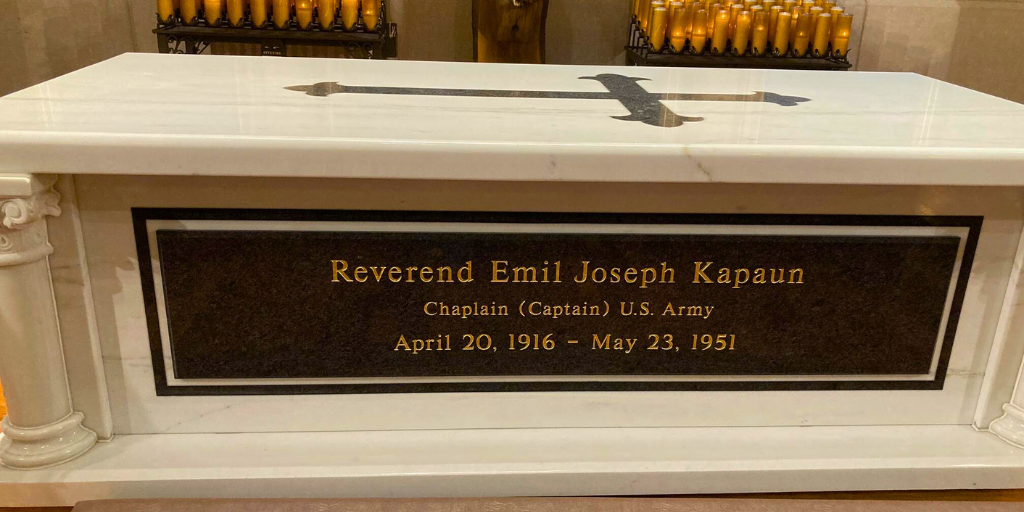 Reverend Emil Joseph Kapaun
Chaplain (Captain) U.S. Army
April 20, 1916 – May 23, 1951